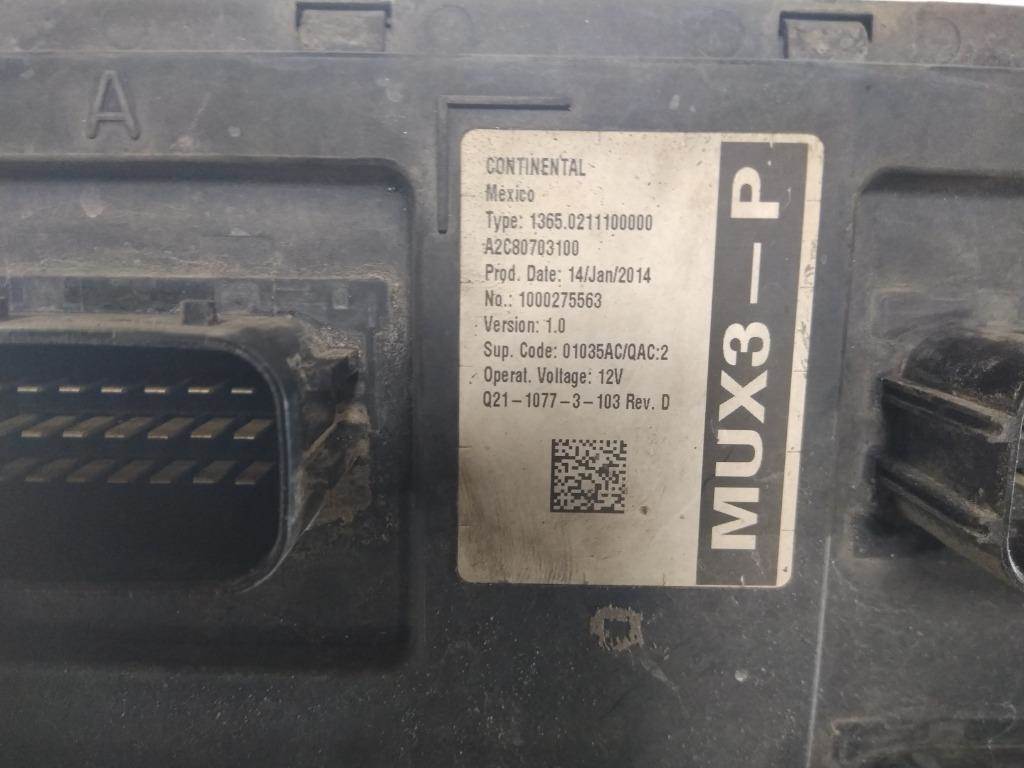 A
CONTINENTAL
Mexico
Type: 1365.0211100000
A2C80703100
Prod. Date: 14/Jan/2014
No.: 1000275563
Version: 1.0
Sup. Code: 01035AC/QAC:2
Operat. Voltage: 12V
Q21-1077-3-103 Rev. D
MUX3-P